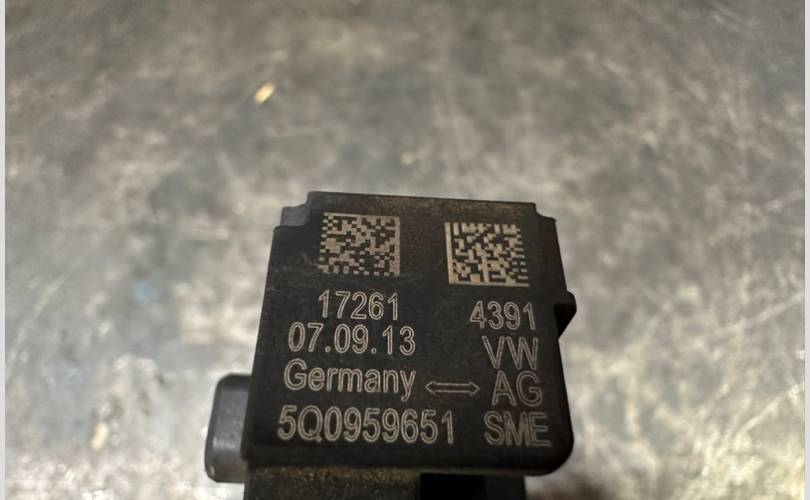 17261 4391
07.09.13 VW
Germany ⇔ AG
5Q0959651 SME